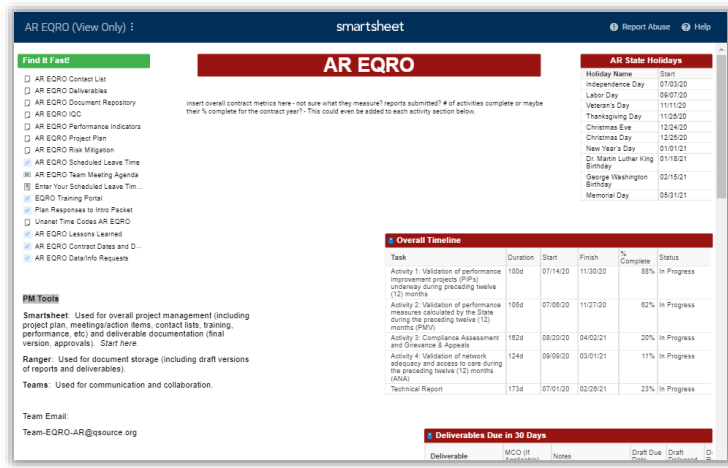 AR EQRO (View Only)
smartsheet
Report Abuse
Help
Find It Fast!
AR EQRO Contact List
AR EQRO Deliverables
AR EQRO Document Repository
AR EQRO IQC
AR EQRO Performance Indicators
AR EQRO Project Plan
AR EQRO Risk Mitigation
AR EQRO Scheduled Leave Time
AR EQRO Team Meeting Agenda
Enter Your Scheduled Leave Tim...
EQRO Training Portal
Plan Responses to Intro Packet
Unanet Time Codes AR EQRO
AR EQRO Lessons Learned
AR EQRO Contract Dates and D...
AR EQRO Data/Info Requests
PM Tools
Smartsheet: Used for overall project management (including
project plan, meetings/action items, contact lists, training,
performance, etc) and deliverable documentation (final
version, approvals). Start here.
Ranger: Used for document storage (including draft versions
of reports and deliverables).
Teams: Used for communication and collaboration.
Team Email:
Team-EQRO-AR@qsource.org
AR EQRO
insert overall contract metrics here - not sure what they measure? reports submitted? # of activities complete or maybe
their % complete for the contract year? - This could even be added to each activity section below.
AR State Holidays
Holiday Name Start
Independence Day 07/03/20
Labor Day 09/07/20
Veteran's Day 11/11/20
Thanksgiving Day 11/26/20
Christmas Eve 12/24/20
Christmas Day 12/25/20
New Year's Day 01/01/21
Dr. Martin Luther King 01/18/21
Birthday
George Washington 02/15/21
Birthday
Memorial Day 05/31/21
Overall Timeline
Task Duration Start Finish % Complete Status
Activity 1: Validation of performance 100d 07/14/20 11/30/20 88% In Progress
improvement projects (PIPs)
underway during preceding twelve
(12) months
Activity 2: Validation of performance 105d 07/06/20 11/27/20 62% In Progress
measures calculated by the State
during the preceding twelve (12)
months (PMV)
Activity 3: Compliance Assessment 162d 08/20/20 04/02/21 20% In Progress
and Grievance & Appeals
Activity 4: Validation of network 124d 09/09/20 03/01/21 11% In Progress
adequacy and access to care during
the preceding twelve (12) months
(ANA)
Technical Report 173d 07/01/20 02/26/21 23% In Progress
Deliverables Due in 30 Days
Deliverable MCO (If Notes Draft Due Draft